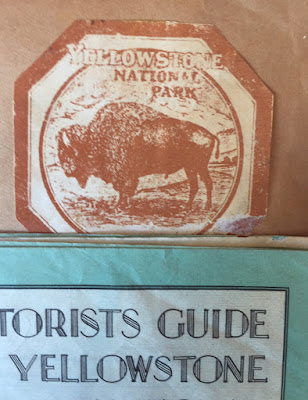 YELLOWSTONE
NATIONAL
PARK
TORISTS GUIDE
YELLOWSTONE